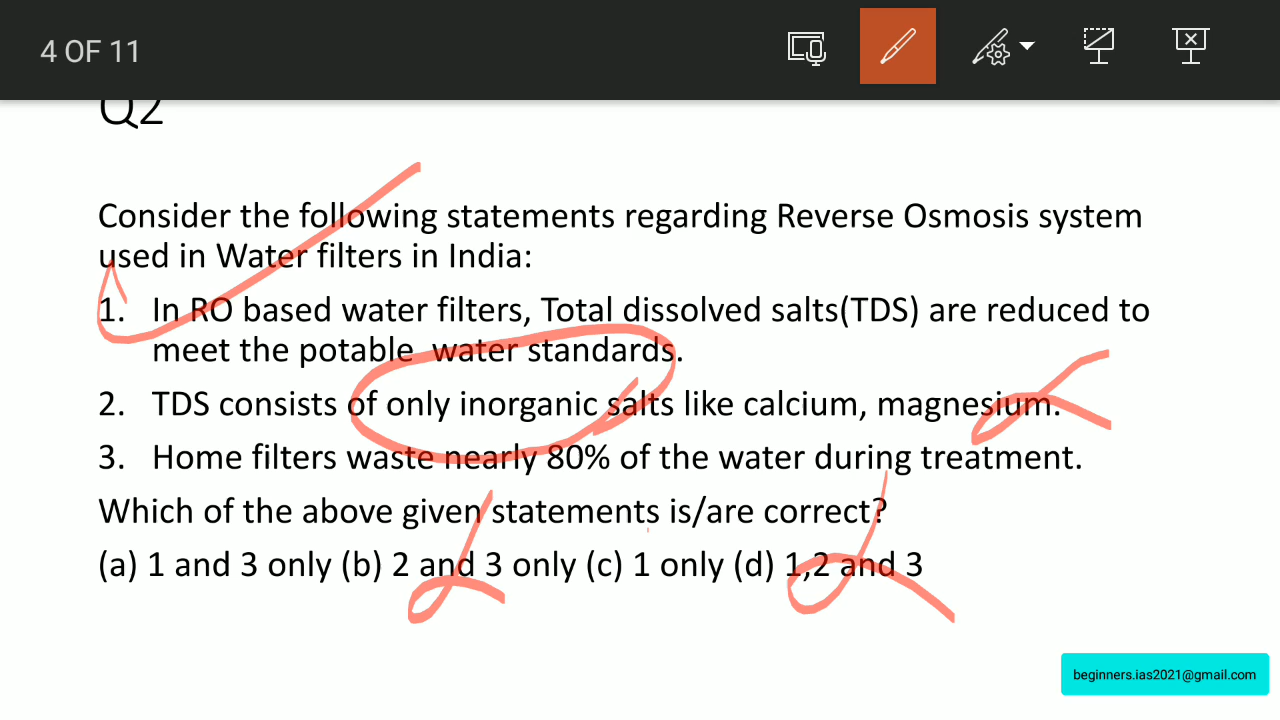 4 OF 11
Q2
Consider the following statements regarding Reverse Osmosis system
used in Water filters in India:
1. In RO based water filters, Total dissolved salts(TDS) are reduced to
meet the potable water standards.
2. TDS consists of only inorganic salts like calcium, magnesium.
3. Home filters waste nearly 80% of the water during treatment.
Which of the above given statements is/are correct?
(a) 1 and 3 only (b) 2 and 3 only (c) 1 only (d) 1,2 and 3
beginners.ias2021@gmail.com